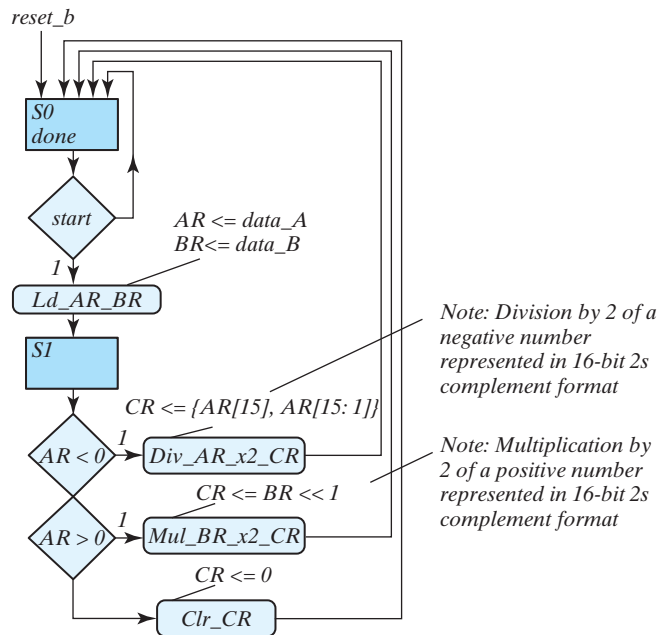 reset_b
S0
done
start
AR <= data_A
BR<= data_B
1
Ld_AR_BR
S1
Note: Division by 2 of a
negative number
represented in 16-bit 2s
complement format
CR <= {AR[15], AR[15: 1]}
AR < 0
1
Div_AR_x2_CR
Note: Multiplication by
2 of a positive number
represented in 16-bit 2s
complement format
CR <= BR << 1
AR > 0
1
Mul_BR_x2_CR
CR <= 0
Clr_CR